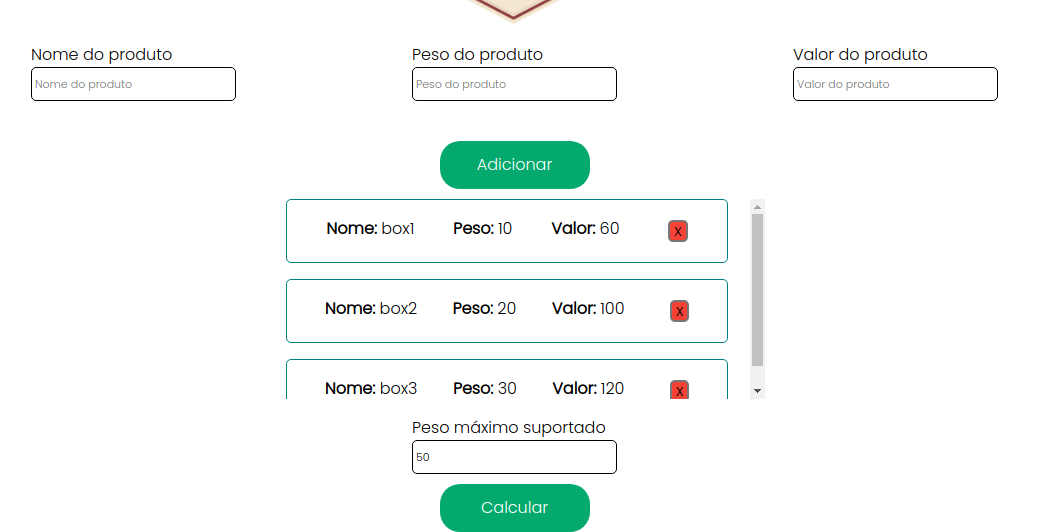 Nome do produto Peso do produto Valor do produto
Nome do produto Peso do produto Valor do produto
Adicionar
Nome: box1 Peso: 10 Valor: 60 X
Nome: box2 Peso: 20 Valor: 100 X
Nome: box3 Peso: 30 Valor: 120 X
Peso máximo suportado
50
Calcular